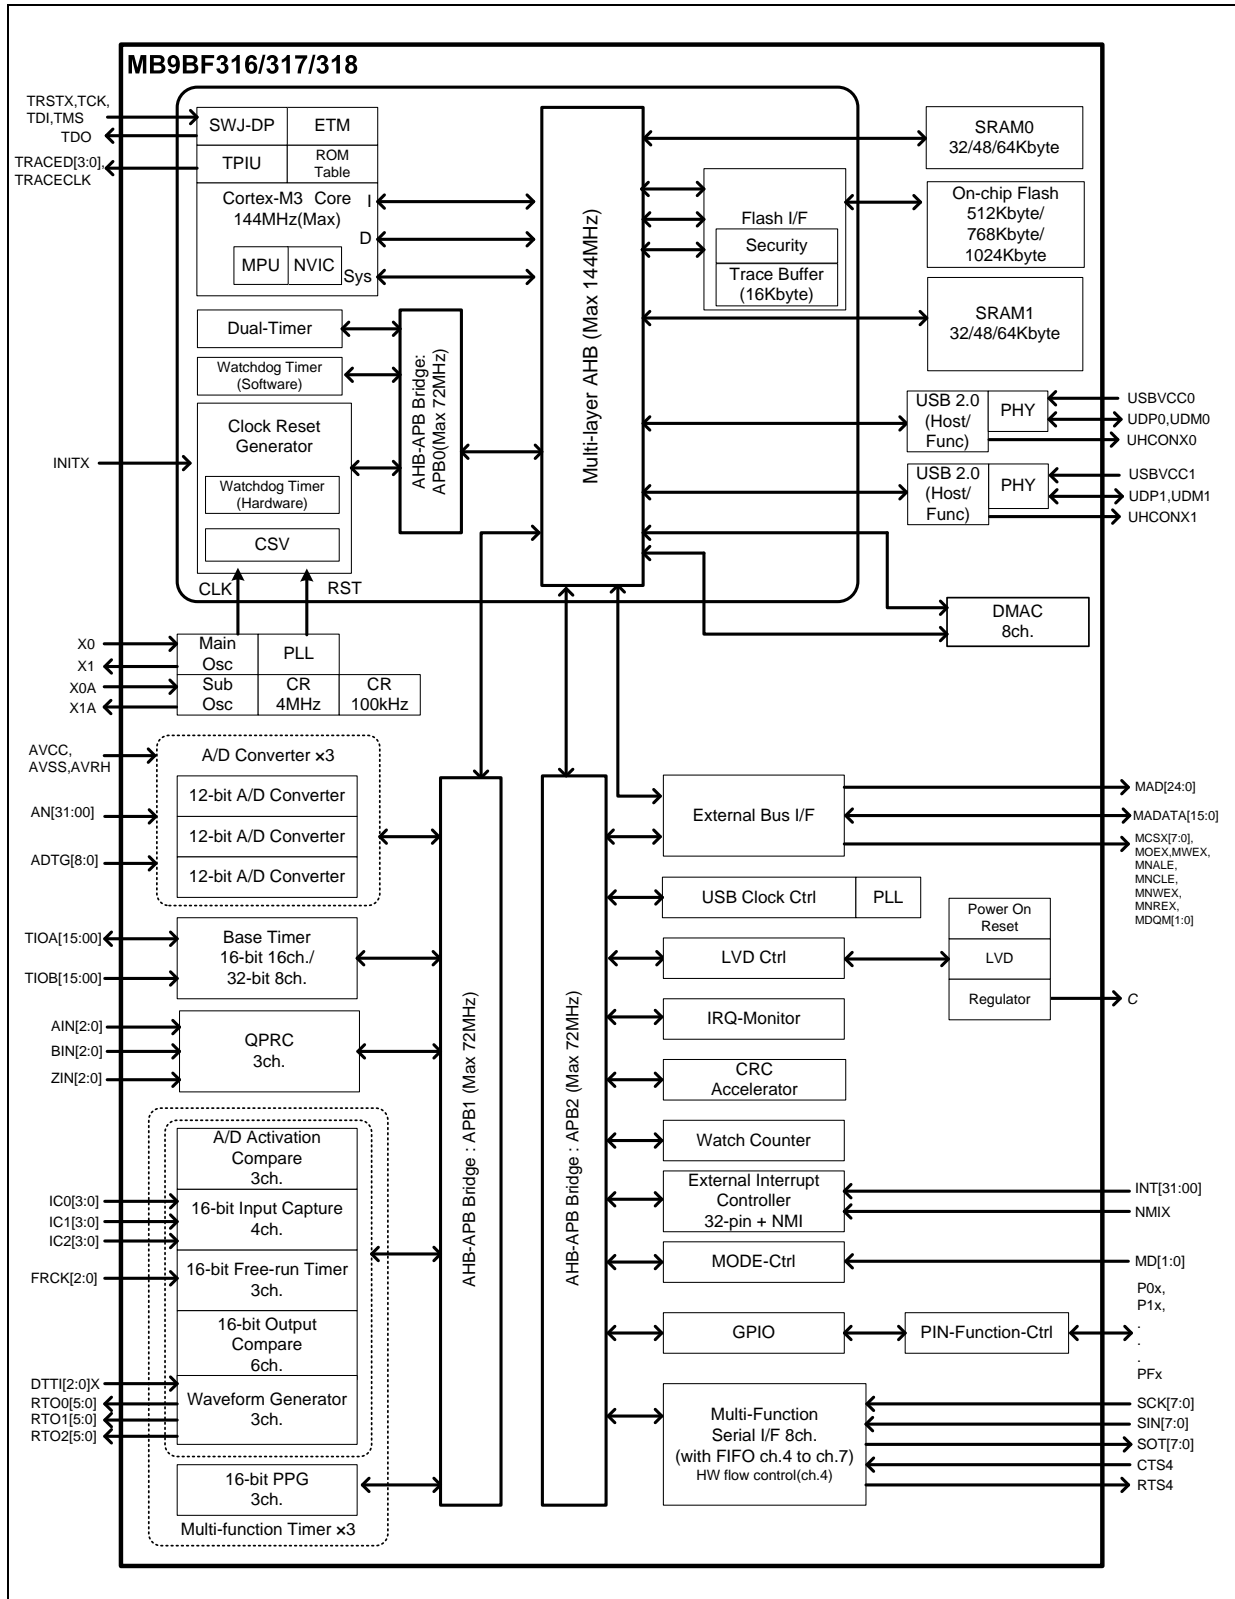 MB9BF316/317/318
TRSTX,TCK,
TDI,TMS
TDO
TRACED[3:0],
TRACECLK
SWJ-DP
ETM
TPIU
ROM
Table
Cortex-M3 Core
144MHz(Max)
I
D
Sys
MPU
NVIC
Dual-Timer
Watchdog Timer
(Software)
Clock Reset
Generator
Watchdog Timer
(Hardware)
CSV
INITX
CLK
RST
AHB-APB Bridge:
APB0(Max 72MHz)
Multi-layer AHB (Max 144MHz)
Flash I/F
Security
Trace Buffer
(16Kbyte)
SRAM0
32/48/64Kbyte
On-chip Flash
512Kbyte/
768Kbyte/
1024Kbyte
SRAM1
32/48/64Kbyte
USB 2.0
(Host/
Func)
PHY
USBVCC0
UDP0,UDM0
UHCONX0
USB 2.0
(Host/
Func)
PHY
USBVCC1
UDP1,UDM1
UHCONX1
DMAC
8ch.
X0
X1
X0A
X1A
Main
Osc
PLL
Sub
Osc
CR
4MHz
CR
100kHz
AVCC,
AVSS,AVRH
AN[31:00]
ADTG[8:0]
A/D Converter ×3
12-bit A/D Converter
12-bit A/D Converter
12-bit A/D Converter
TIOA[15:00]
TIOB[15:00]
Base Timer
16-bit 16ch./
32-bit 8ch.
AIN[2:0]
BIN[2:0]
ZIN[2:0]
QPRC
3ch.
A/D Activation
Compare
3ch.
IC0[3:0]
IC1[3:0]
IC2[3:0]
16-bit Input Capture
4ch.
FRCK[2:0]
16-bit Free-run Timer
3ch.
16-bit Output
Compare
6ch.
DTTI[2:0]X
RTO0[5:0]
RTO1[5:0]
RTO2[5:0]
Waveform Generator
3ch.
16-bit PPG
3ch.
Multi-function Timer ×3
AHB-APB Bridge : APB1 (Max 72MHz)
AHB-APB Bridge : APB2 (Max 72MHz)
External Bus I/F
MAD[24:0]
MADATA[15:0]
MCSX[7:0],
MOEX,MWEX,
MNALE,
MNCLE,
MNWEX,
MNREX,
MDQM[1:0]
USB Clock Ctrl
PLL
LVD Ctrl
Power On
Reset
LVD
Regulator
C
IRQ-Monitor
CRC
Accelerator
Watch Counter
External Interrupt
Controller
32-pin + NMI
INT[31:00]
NMIX
MODE-Ctrl
MD[1:0]
GPIO
PIN-Function-Ctrl
P0x,
P1x,
.
.
.
PFx
Multi-Function
Serial I/F 8ch.
(with FIFO ch.4 to ch.7)
HW flow control(ch.4)
SCK[7:0]
SIN[7:0]
SOT[7:0]
CTS4
RTS4